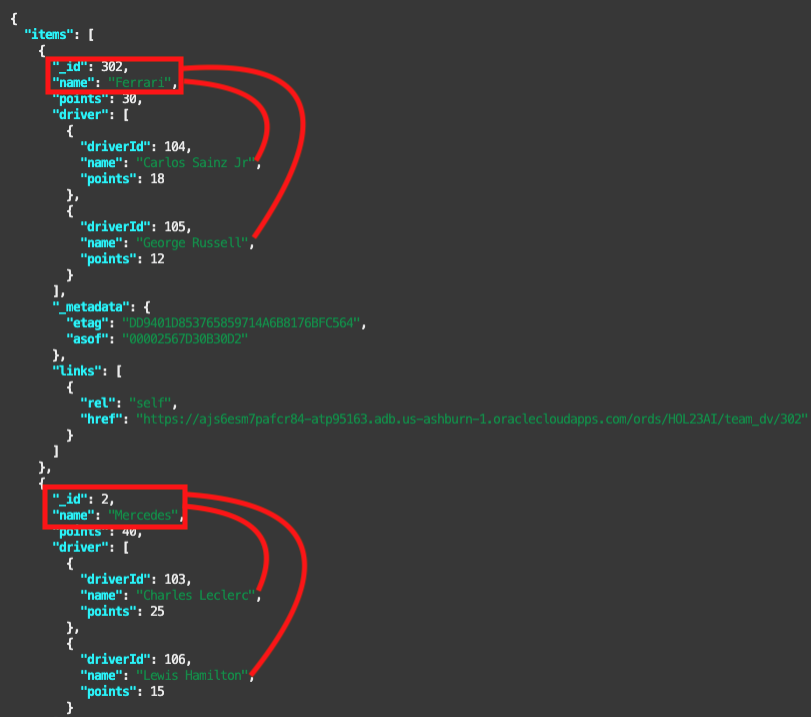 {
"items": [
{
"_id": 302,
"name": "Ferrari",
"points": 30,
"driver": [
{
"driverId": 104,
"name": "Carlos Sainz Jr",
"points": 18
},
{
"driverId": 105,
"name": "George Russell",
"points": 12
}
],
"_metadata": {
"etag": "DD9401D853765859714A6B8176BFC564",
"asof": "00002567D30B30D2"
},
"links": [
{
"rel": "self",
"href": "https://ajs6esm7pafcr84-atp95163.adb.us-ashburn-1.oraclecloudapps.com/ords/HOL23AI/team_dv/302"
}
]
},
{
"_id": 2,
"name": "Mercedes",
"points": 40,
"driver": [
{
"driverId": 103,
"name": "Charles Leclerc",
"points": 25
},
{
"driverId": 106,
"name": "Lewis Hamilton",
"points": 15
}